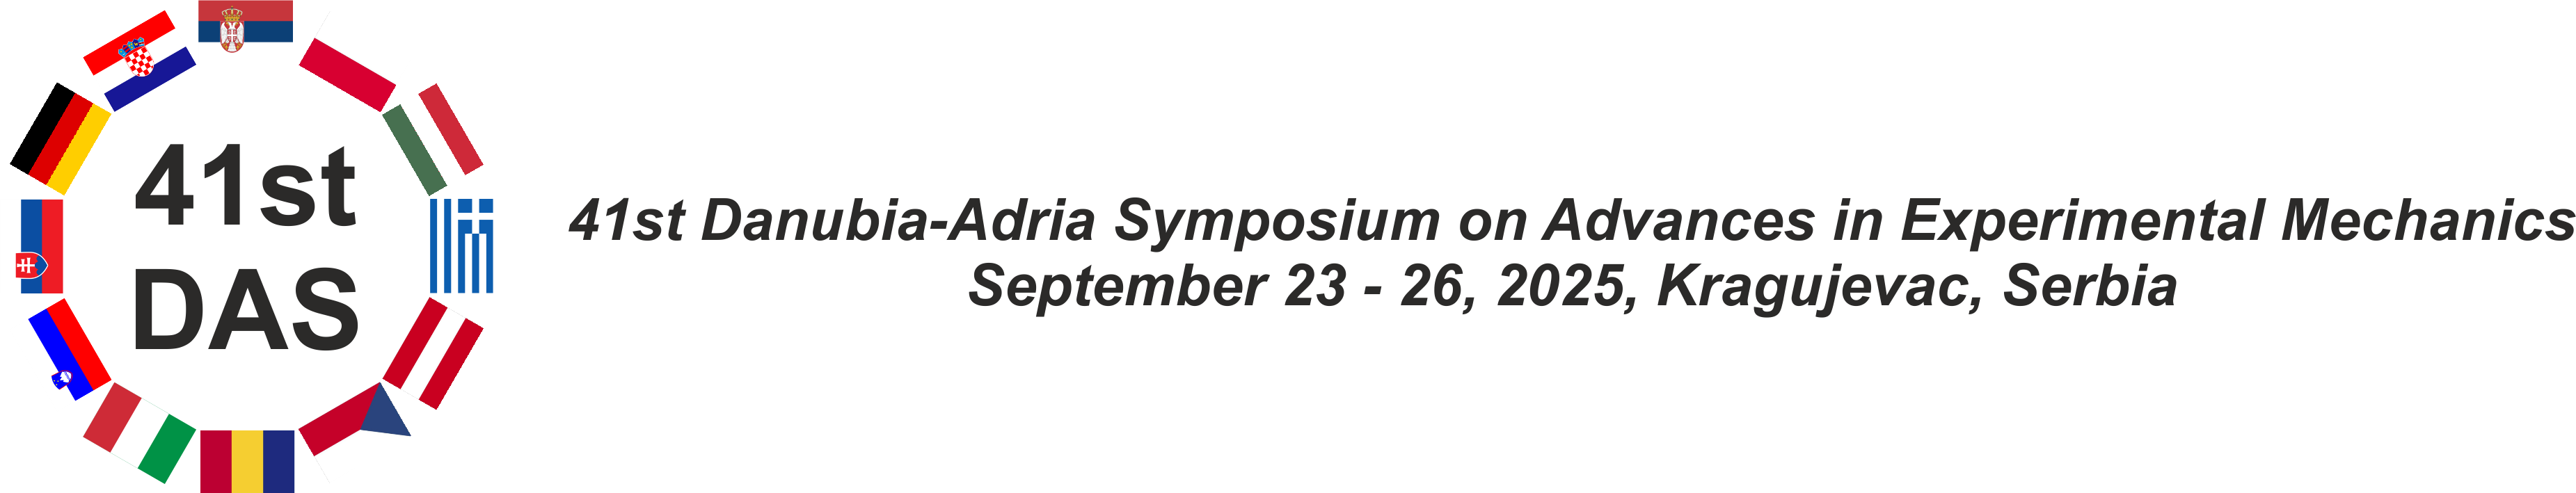 41st
DAS
41st Danubia-Adria Symposium on Advances in Experimental Mechanics
September 23 - 26, 2025, Kragujevac, Serbia